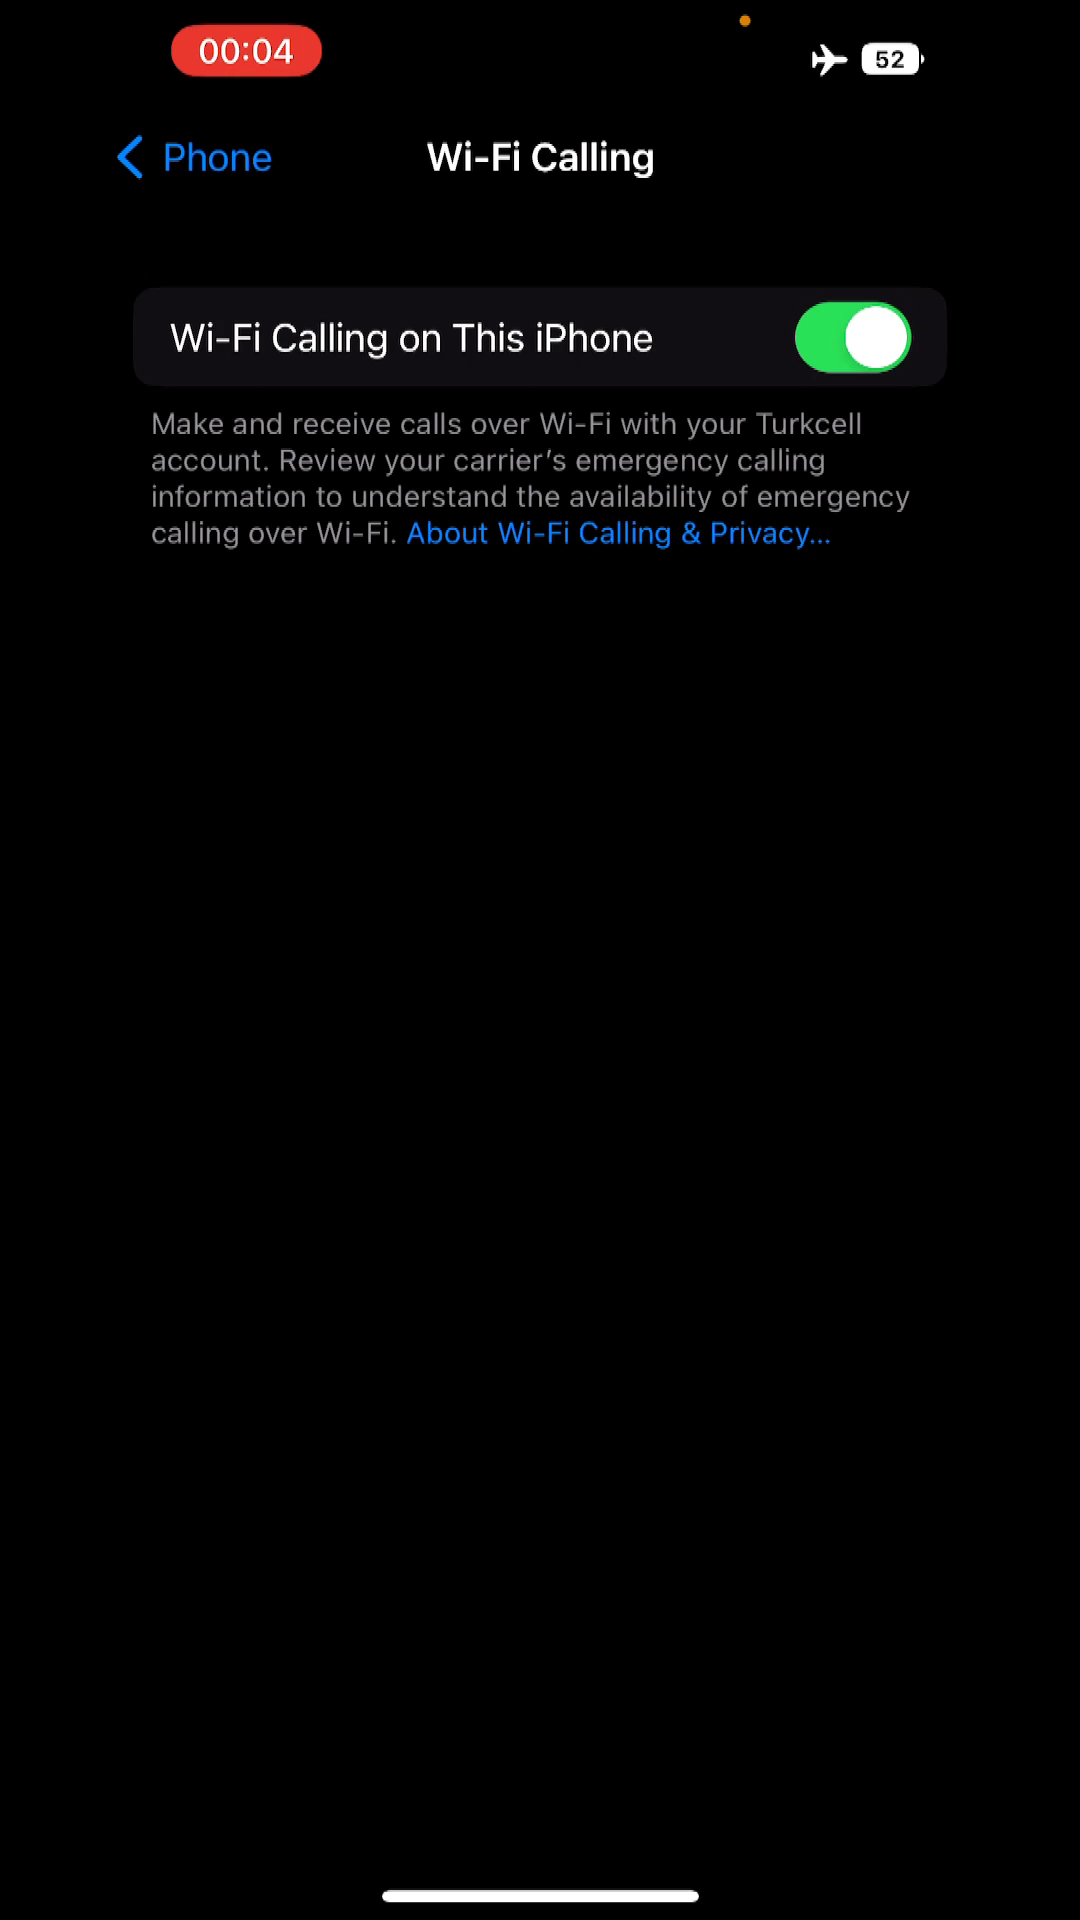 00:04
52
Phone
Wi-Fi Calling
Wi-Fi Calling on This iPhone
Make and receive calls over Wi-Fi with your Turkcell
account. Review your carrier's emergency calling
information to understand the availability of emergency
calling over Wi-Fi. About Wi-Fi Calling & Privacy...